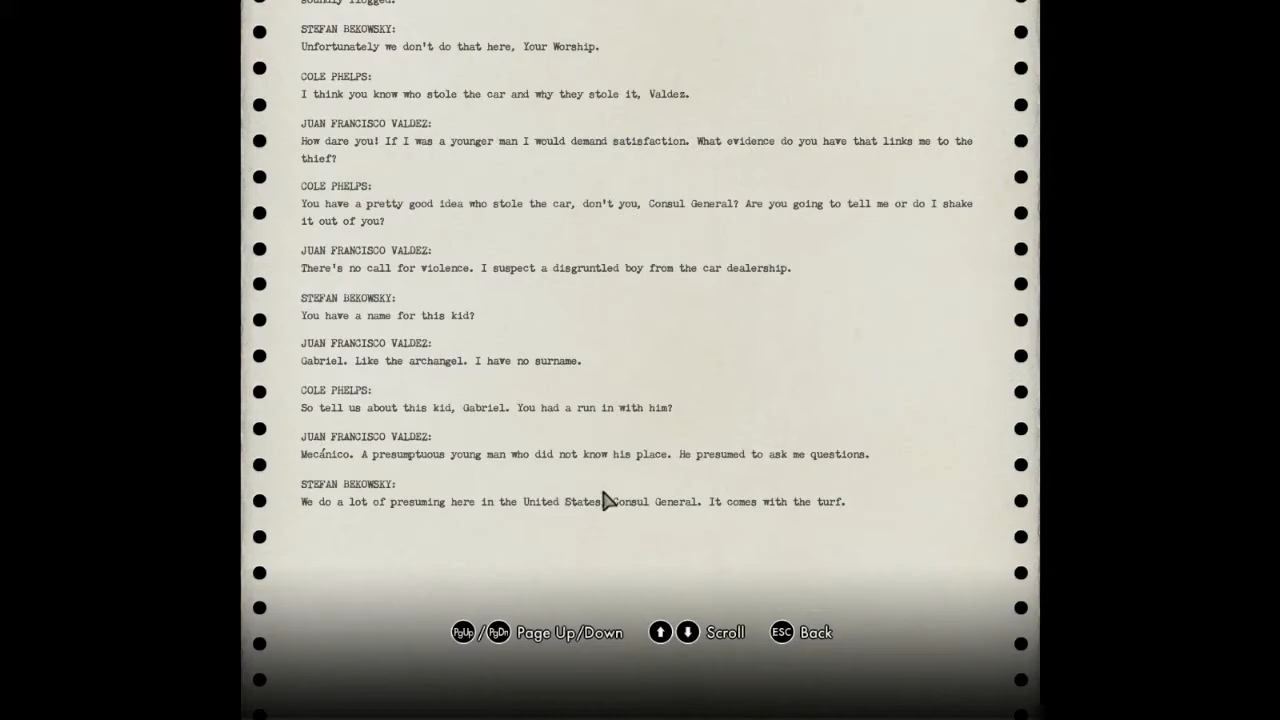 soundly flogged.
STEFAN BEKOWSKY:
Unfortunately we don't do that here, Your Worship.
COLE PHELPS:
I think you know who stole the car and why they stole it, Valdez.
JUAN FRANCISCO VALDEZ:
How dare you! If I was a younger man I would demand satisfaction. What evidence do you have that links me to the
thief?
COLE PHELPS:
You have a pretty good idea who stole the car, don't you, Consul General? Are you going to tell me or do I shake
it out of you?
JUAN FRANCISCO VALDEZ:
There's no call for violence. I suspect a disgruntled boy from the car dealership.
STEFAN BEKOWSKY:
You have a name for this kid?
JUAN FRANCISCO VALDEZ:
Gabriel. Like the archangel. I have no surname.
COLE PHELPS:
So tell us about this kid, Gabriel. You had a run in with him?
JUAN FRANCISCO VALDEZ:
Mecánico. A presumptuous young man who did not know his place. He presumed to ask me questions.
STEFAN BEKOWSKY:
We do a lot of presuming here in the United States, Consul General. It comes with the turf.
PgUp/PgDn Page Up/Down Scroll ESC Back